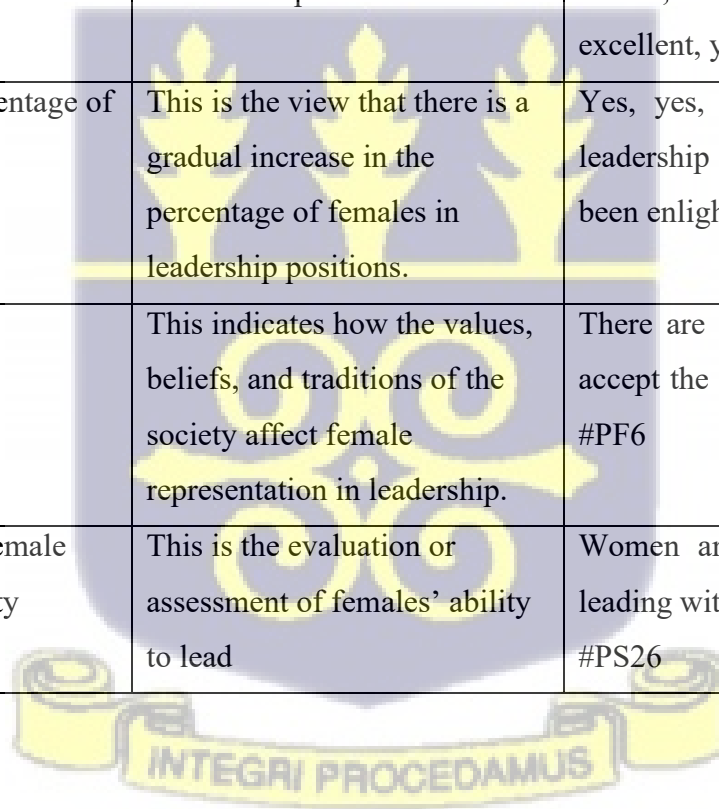 excellent, y
entage of
This is the view that there is a
gradual increase in the
percentage of females in
leadership positions.
Yes, yes,
leadership
been enligh
This indicates how the values,
beliefs, and traditions of the
society affect female
representation in leadership.
There are
accept the
#PF6
emale
ty
This is the evaluation or
assessment of females’ ability
to lead
Women an
leading wit
#PS26
INTEGRI PROCEDAMUS